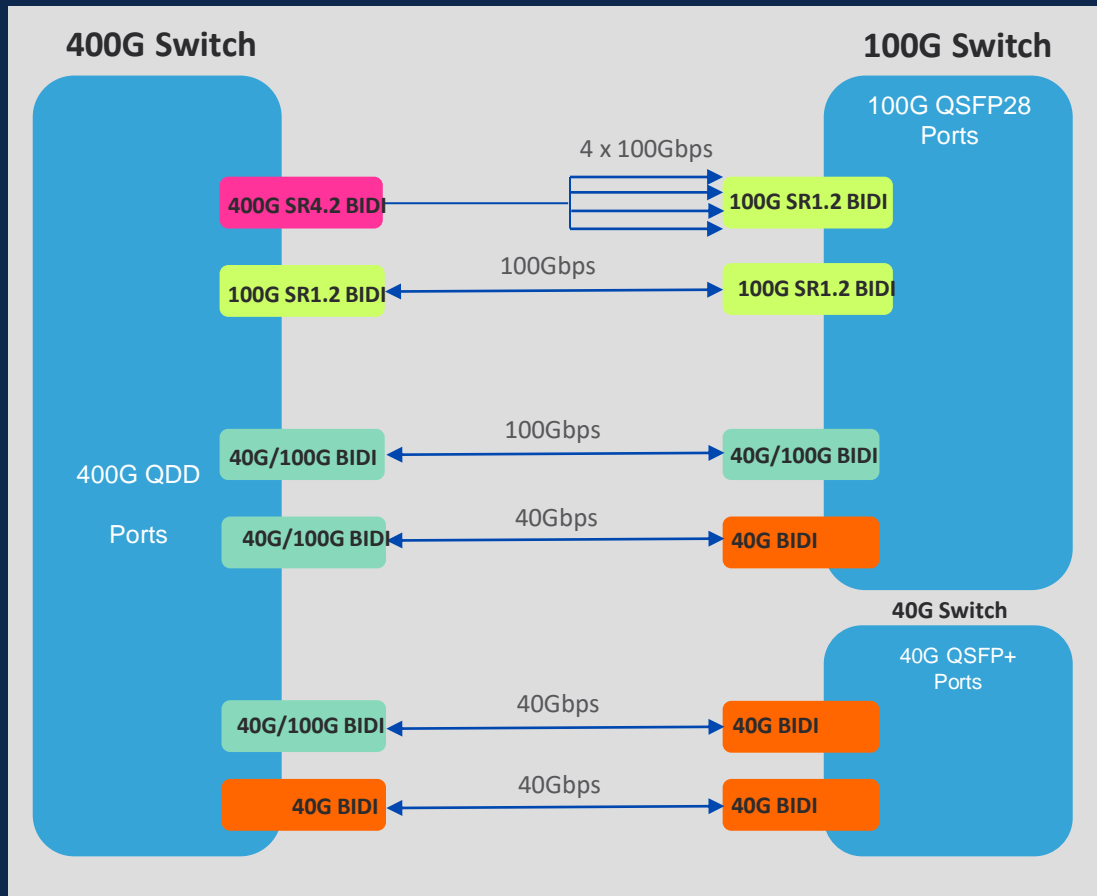 400G Switch
100G Switch
100G QSFP28
Ports
4 x 100Gbps
400G SR4.2 BIDI
100G SR1.2 BIDI
100Gbps
100G SR1.2 BIDI
100G SR1.2 BIDI
100Gbps
40G/100G BIDI
40G/100G BIDI
400G QDD
Ports
40Gbps
40G/100G BIDI
40G BIDI
40G Switch
40G QSFP+
Ports
40Gbps
40G/100G BIDI
40G BIDI
40Gbps
40G BIDI
40G BIDI